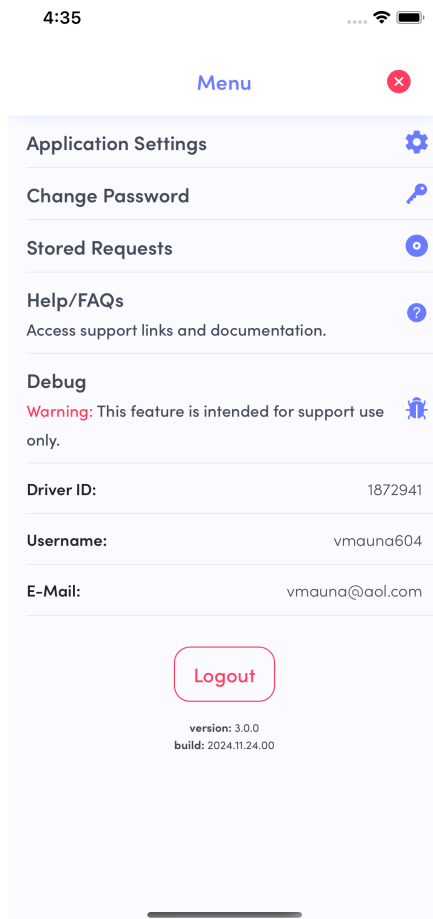 4:35
Menu
Application Settings
Change Password
Stored Requests
Help/FAQs
Access support links and documentation.
Debug
Warning: This feature is intended for support use
only.
Driver ID: 1872941
Username: vmauna604
E-Mail: vmauna@aol.com
Logout
version: 3.0.0
build: 2024.11.24.00